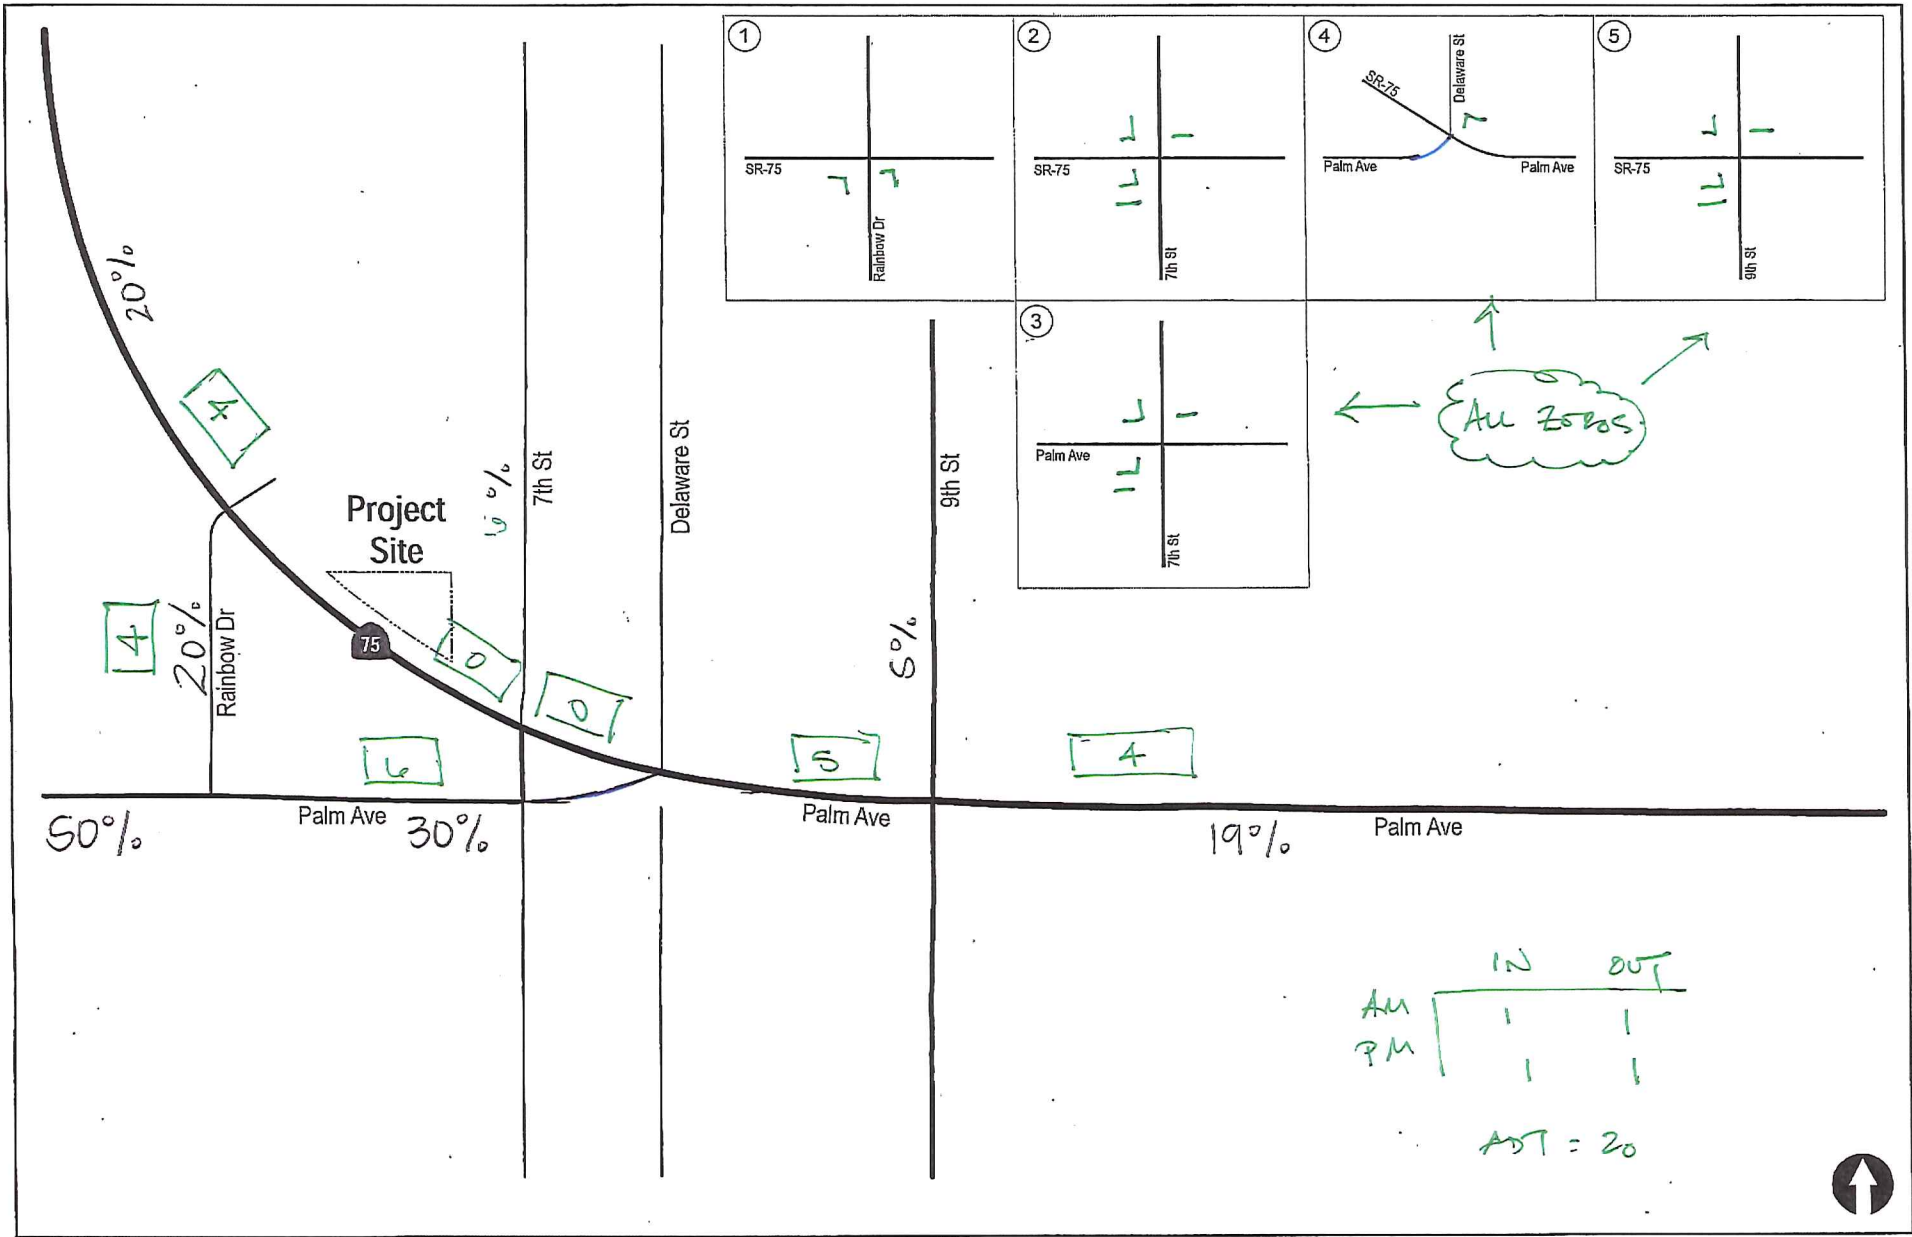 1
SR-75
Rainbow Dr
2
SR-75
7th St
4
SR-75
Delaware St
Palm Ave
Palm Ave
5
SR-75
9th St
3
Palm Ave
7th St
All Zeros
20%
4
Project
Site
7th St
Delaware St
9th St
4
20%
Rainbow Dr
75
0
0
6
5
4
50%
Palm Ave
30%
Palm Ave
19%
Palm Ave
IN OUT
AM 1 1
PM 1 1
ADT = 20